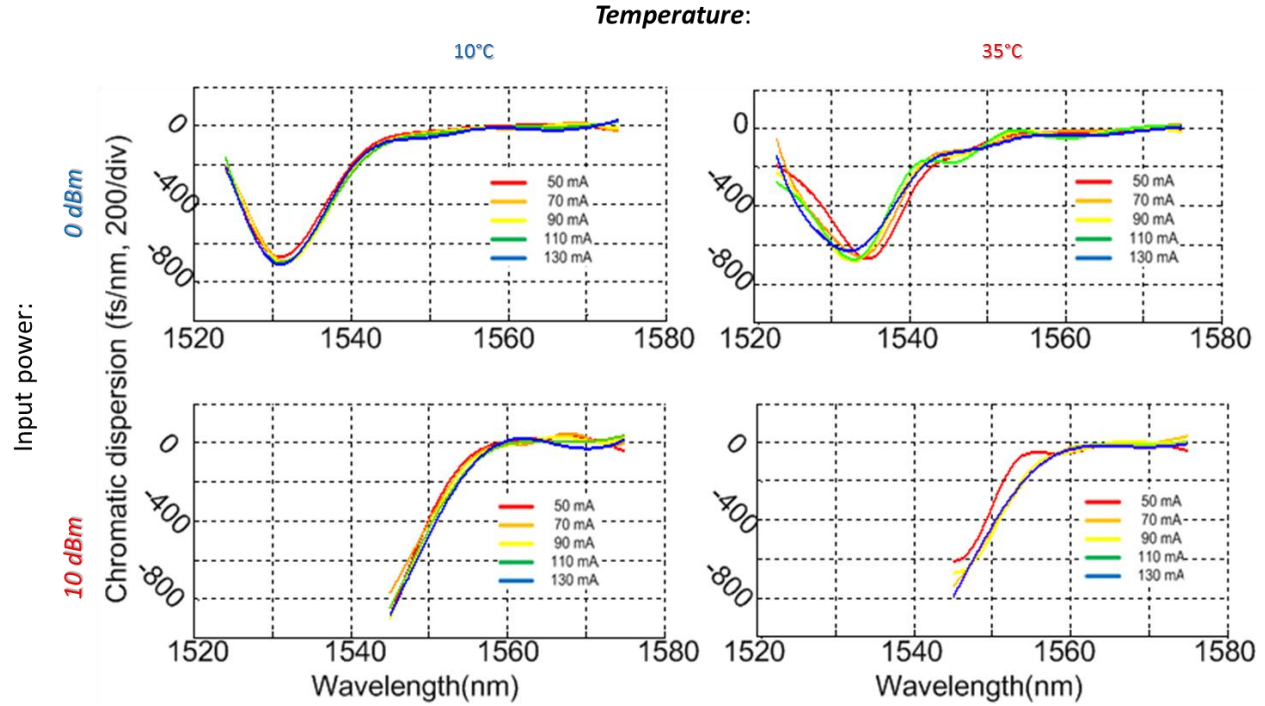 Temperature:
10°C
35°C
Input power:
0 dBm
10 dBm
Chromatic dispersion (fs/nm, 200/div)
0
-400
-800
1520 1540 1560 1580
50 mA
70 mA
90 mA
110 mA
130 mA
0
-400
-800
1520 1540 1560 1580
50 mA
70 mA
90 mA
110 mA
130 mA
0
-400
-800
1520 1540 1560 1580
Wavelength(nm)
50 mA
70 mA
90 mA
110 mA
130 mA
0
-400
-800
1520 1540 1560 1580
Wavelength(nm)
50 mA
70 mA
90 mA
110 mA
130 mA